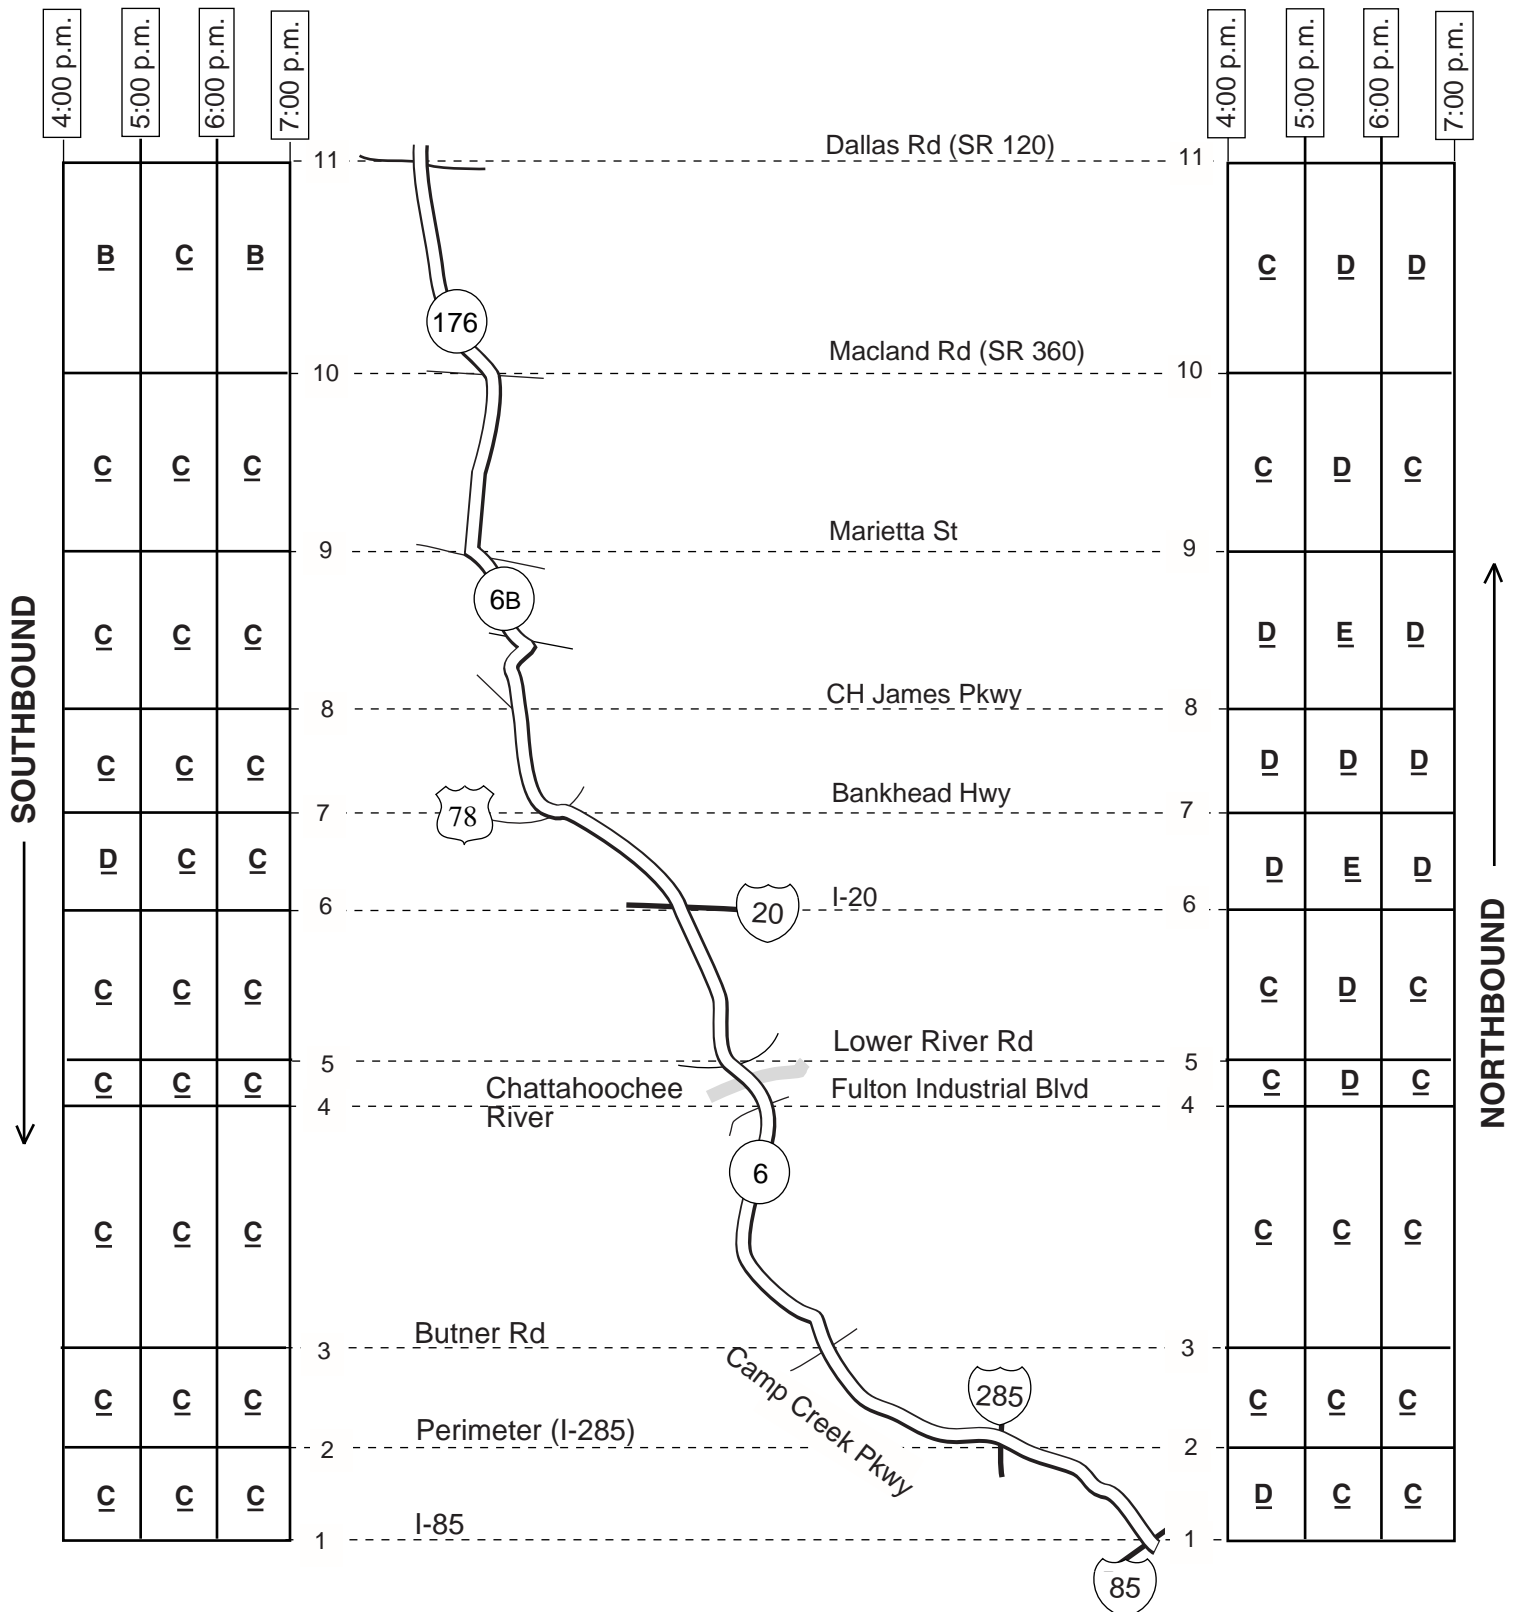 4:00 p.m. 5:00 p.m. 6:00 p.m. 7:00 p.m. 4:00 p.m. 5:00 p.m. 6:00 p.m. 7:00 p.m.
11 Dallas Rd (SR 120) 11
B C B C D D
176
10 Macland Rd (SR 360) 10
C C C C D C
9 Marietta St 9
6B
C C C D E D
8 CH James Pkwy 8
C C C D D D
7 78 Bankhead Hwy 7
D C C D E D
6 20 I-20 6
C C C C D C
5 Lower River Rd 5
C C C C D C
Chattahoochee
River
4 Fulton Industrial Blvd 4
6
C C C C C C
3 Butner Rd 3
Camp Creek Pkwy
285
C C C C C C
2 Perimeter (I-285) 2
C C C D C C
1 I-85 1
85
SOUTHBOUND
NORTHBOUND